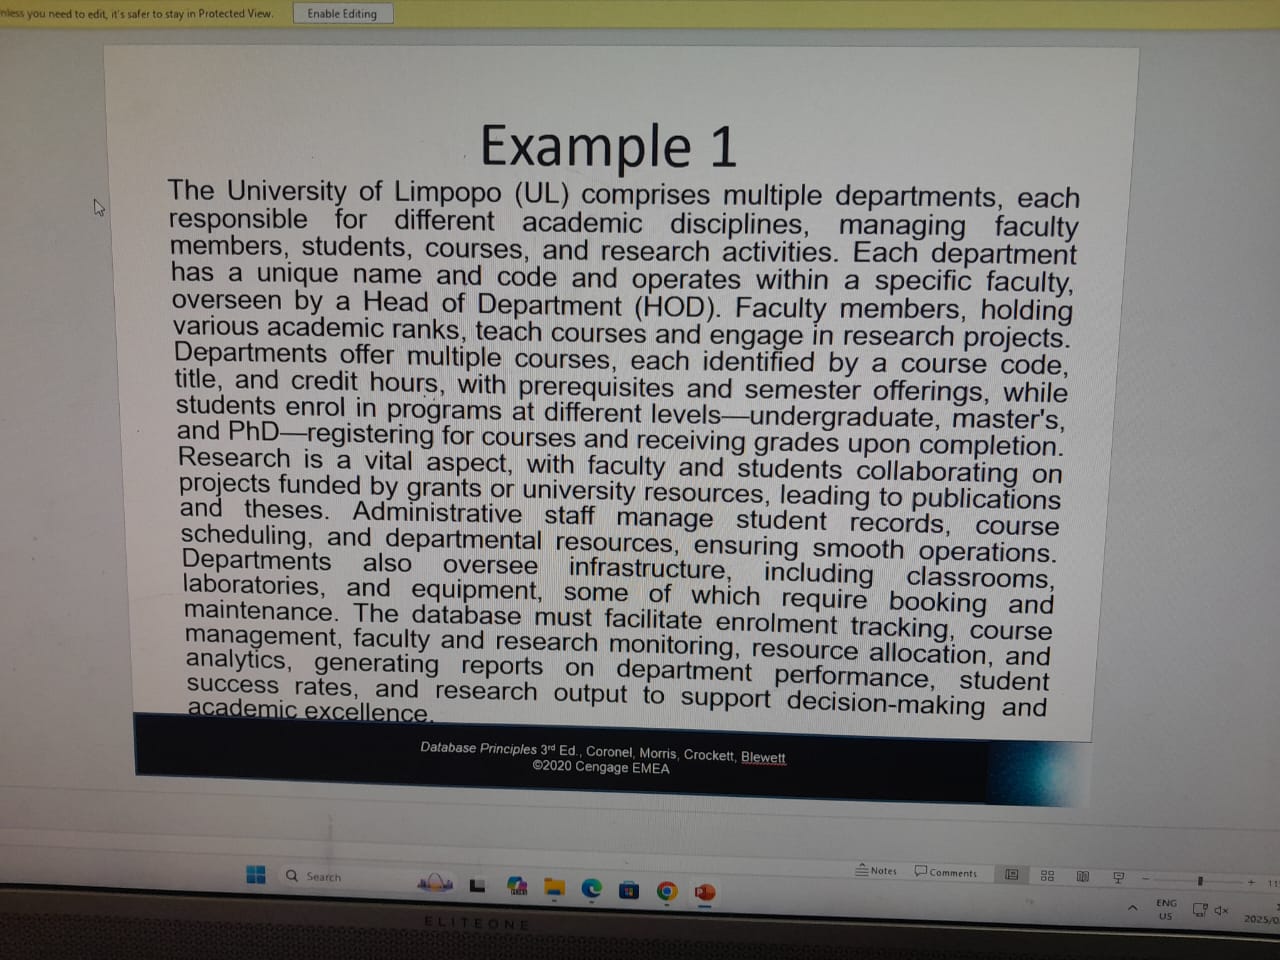 nless you need to edit, it's safer to stay in Protected View. Enable Editing
Example 1
The University of Limpopo (UL) comprises multiple departments, each
responsible for different academic disciplines, managing faculty
members, students, courses, and research activities. Each department
has a unique name and code and operates within a specific faculty,
overseen by a Head of Department (HOD). Faculty members, holding
various academic ranks, teach courses and engage in research projects.
Departments offer multiple courses, each identified by a course code,
title, and credit hours, with prerequisites and semester offerings, while
students enrol in programs at different levels—undergraduate, master's,
and PhD—registering for courses and receiving grades upon completion.
Research is a vital aspect, with faculty and students collaborating on
projects funded by grants or university resources, leading to publications
and theses. Administrative staff manage student records, course
scheduling, and departmental resources, ensuring smooth operations.
Departments also oversee infrastructure, including classrooms,
laboratories, and equipment, some of which require booking and
maintenance. The database must facilitate enrolment tracking, course
management, faculty and research monitoring, resource allocation, and
analytics, generating reports on department performance, student
success rates, and research output to support decision-making and
academic excellence.
Database Principles 3rd Ed., Coronel, Morris, Crockett, Blewett
©2020 Cengage EMEA
Notes Comments
Search
ENG
US
2025/0
ELITEONE